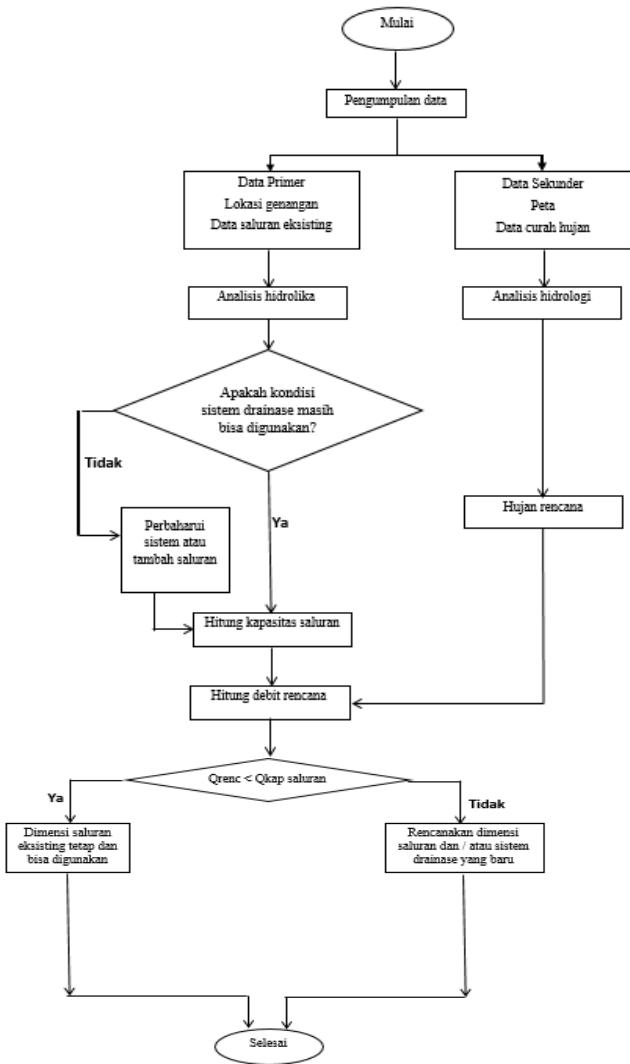 Mulai
Pengumpulan data
Data Primer
Lokasi genangan
Data saluran eksisting
Data Sekunder
Peta
Data curah hujan
Analisis hidrolika
Analisis hidrologi
Apakah kondisi
sistem drainase masih
bisa digunakan?
Tidak
Ya
Perbaharui
sistem atau
tambah saluran
Hujan rencana
Hitung kapasitas saluran
Hitung debit rencana
Qrenc < Qkap saluran
Ya
Tidak
Dimensi saluran
eksisting tetap dan
bisa digunakan
Rencanakan dimensi
saluran dan / atau sistem
drainase yang baru
Selesai